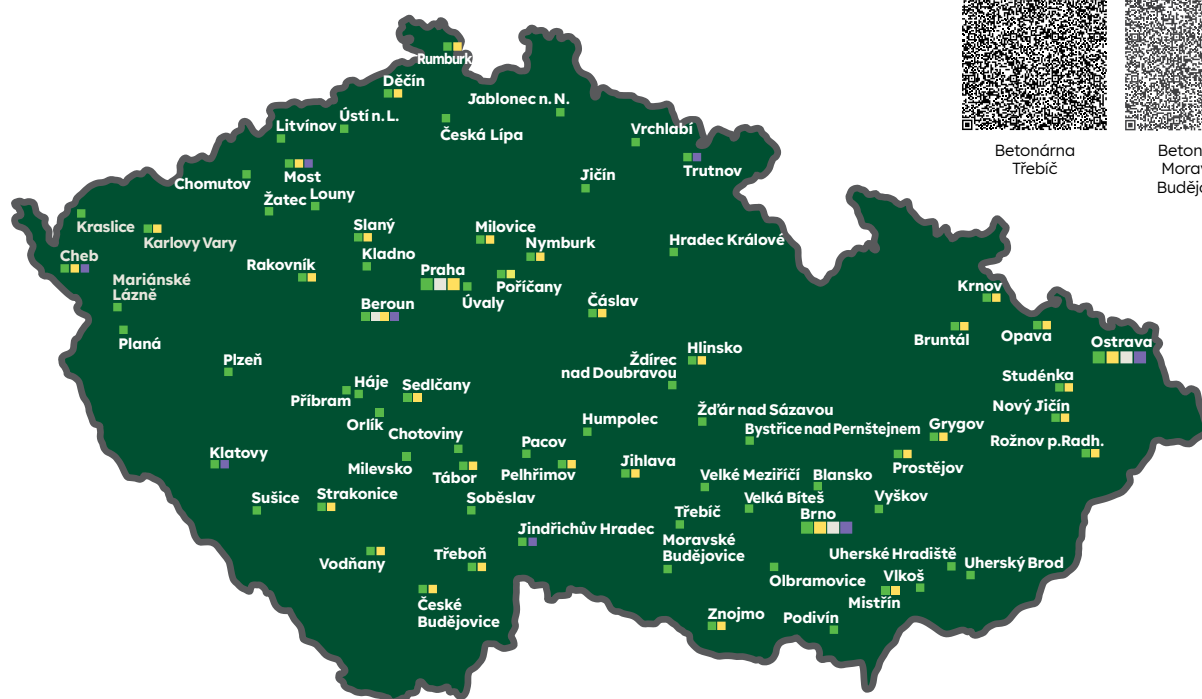 Rumburk
Děčín
Jablonec n. N.
Ústí n. L.
Litvínov
Česká Lípa
Vrchlabí
Most
Trutnov
Chomutov
Jičín
Žatec
Louny
Kraslice
Karlovy Vary
Slaný
Milovice
Nymburk
Hradec Králové
Cheb
Rakovník
Kladno
Praha
Poříčany
Mariánské
Lázně
Úvaly
Krnov
Beroun
Čáslav
Planá
Bruntál
Opava
Ostrava
Hlinsko
Plzeň
Ždírec
nad Doubravou
Studénka
Háje
Sedlčany
Příbram
Nový Jičín
Orlík
Humpolec
Žďár nad Sázavou
Bystřice nad Pernštejnem
Grygov
Rožnov p. Radh.
Chotoviny
Klatovy
Pacov
Milevsko
Jihlava
Prostějov
Tábor
Pelhřimov
Velké Meziříčí
Blansko
Sušice
Strakonice
Soběslav
Velká Bíteš
Vyškov
Třebíč
Brno
Jindřichův Hradec
Moravské
Budějovice
Vodňany
Třeboň
Uherské Hradiště
Uherský Brod
Olbramovice
Vlkoš
České
Budějovice
Mistřín
Znojmo
Podivín
Betonárna
Třebíč
Beton
Morav